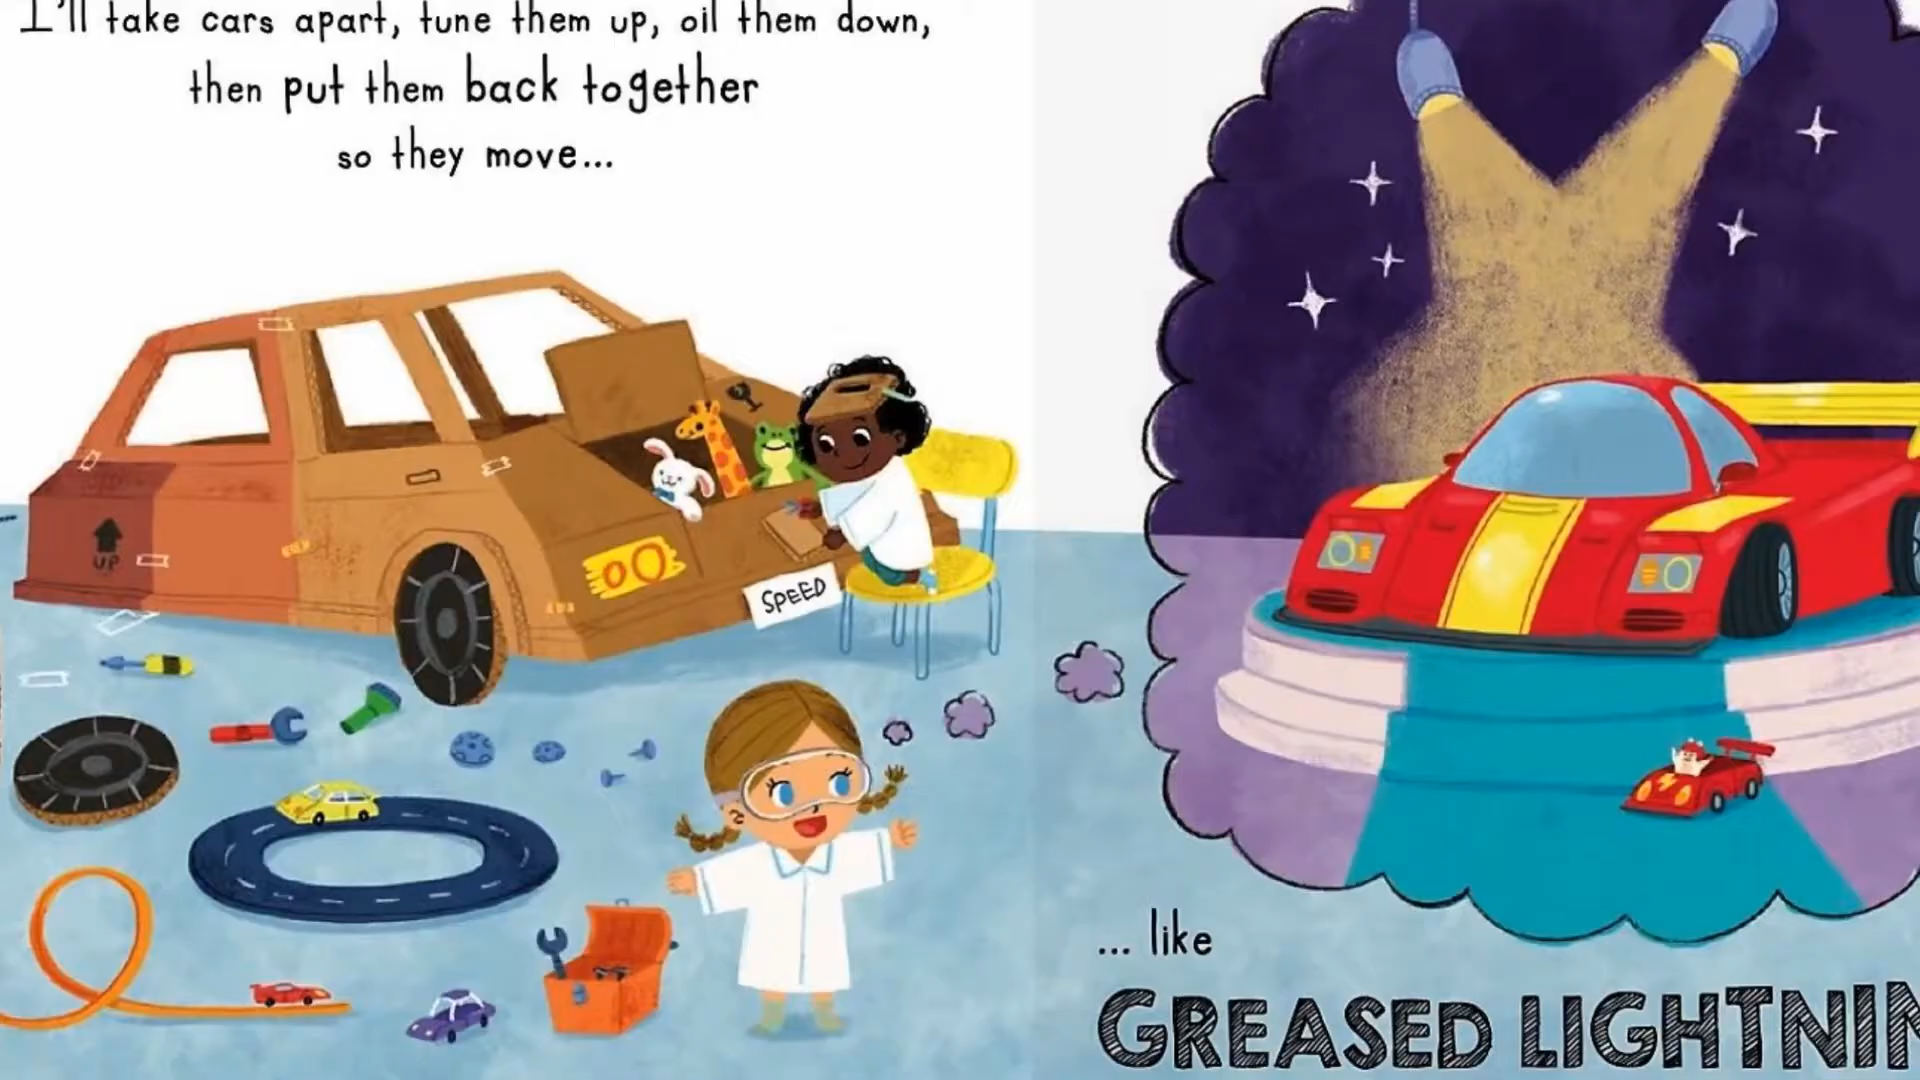 I'll take cars apart, tune them up, oil them down,
then put them back together
so they move...
UP
SPEED
... like
GREASED LIGHTNIN